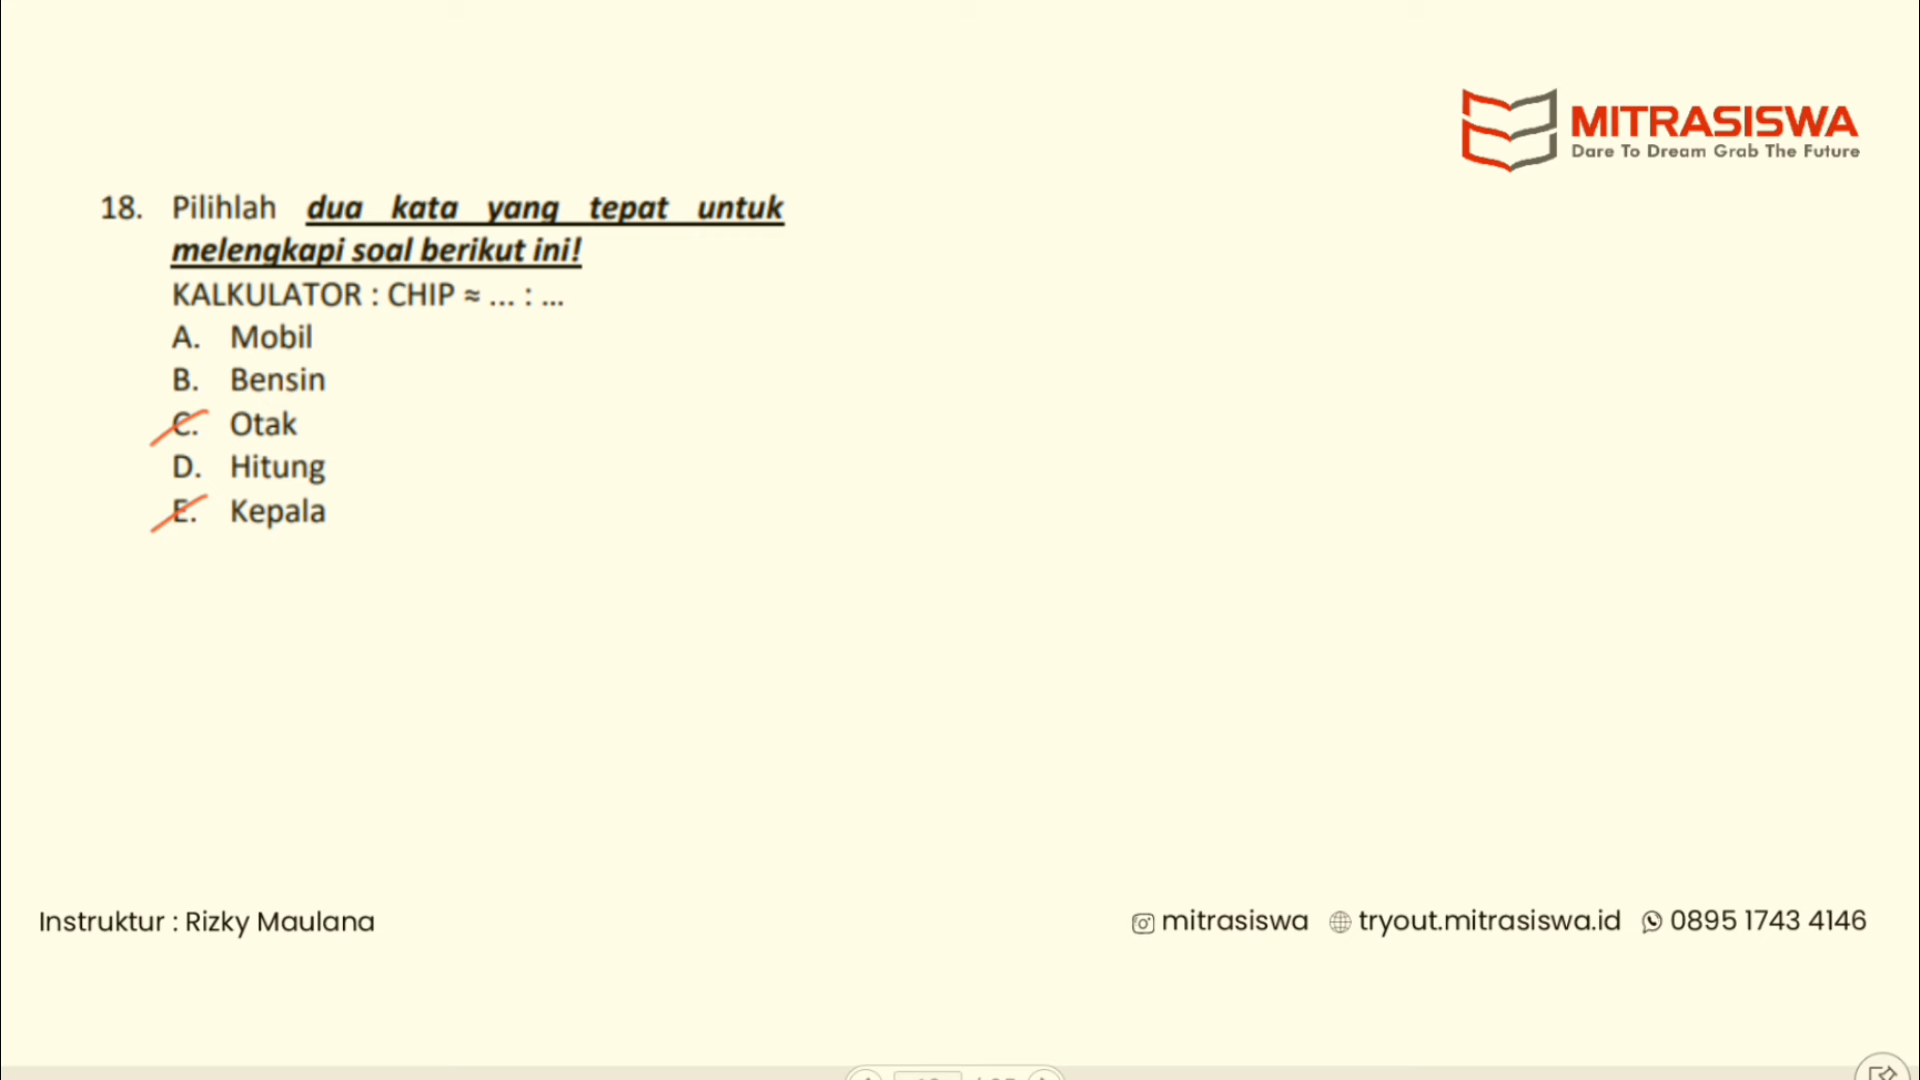 MITRASISWA
Dare To Dream Grab The Future
18. Pilihlah dua kata yang tepat untuk
melengkapi soal berikut ini!
KALKULATOR : CHIP ≈ ... : ...
A. Mobil
B. Bensin
C. Otak
D. Hitung
E. Kepala
Instruktur : Rizky Maulana
mitrasiswa tryout.mitrasiswa.id 0895 1743 4146